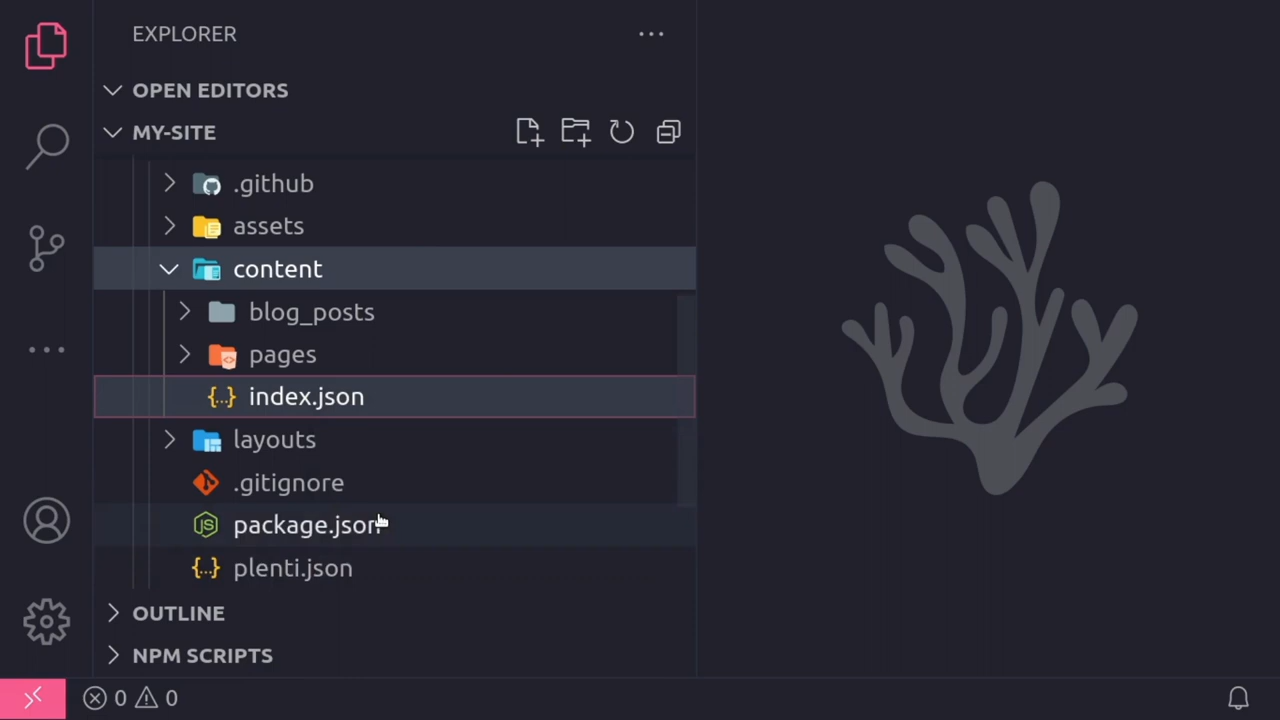 EXPLORER
OPEN EDITORS
MY-SITE
.github
assets
content
blog_posts
pages
index.json
layouts
.gitignore
package.json
plenti.json
OUTLINE
NPM SCRIPTS
0 0